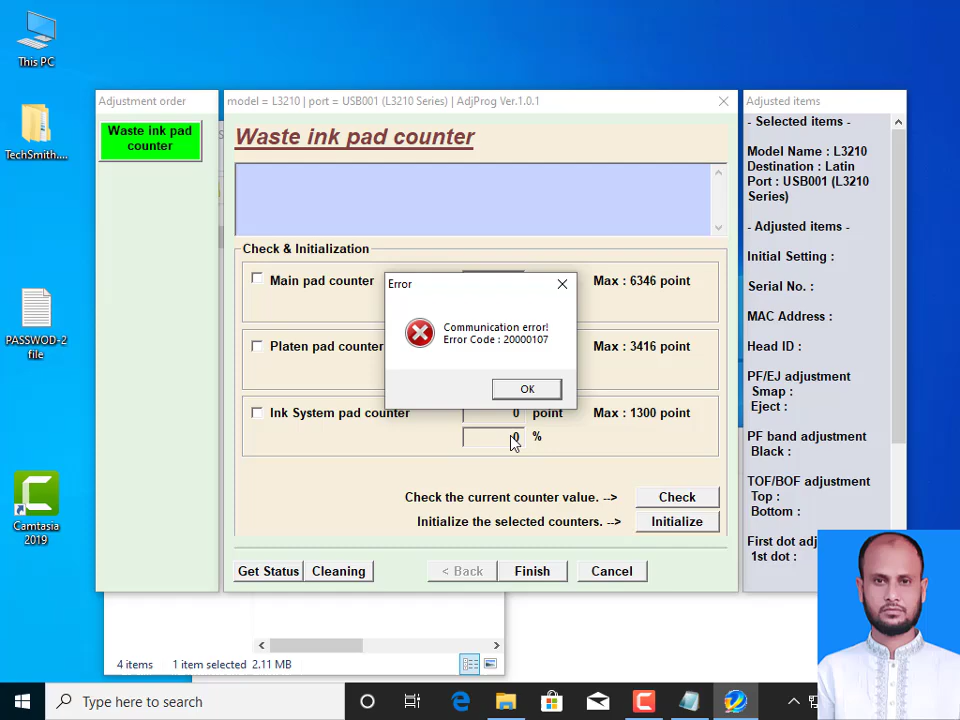 This PC
TechSmith....
PASSWOD-2
file
Camtasia
2019
Adjustment order
Waste ink pad
counter
model = L3210 | port = USB001 (L3210 Series) | AdjProg Ver.1.0.1
Waste ink pad counter
Check & Initialization
Main pad counter
Max : 6346 point
Platen pad counter
Max : 3416 point
Ink System pad counter
0 point
Max : 1300 point
0 %
Check the current counter value. -->
Check
Initialize the selected counters. -->
Initialize
Get Status
Cleaning
< Back
Finish
Cancel
Error
Communication error!
Error Code : 20000107
OK
Adjusted items
- Selected items -
Model Name : L3210
Destination : Latin
Port : USB001 (L3210
Series)
- Adjusted items -
Initial Setting :
Serial No. :
MAC Address :
Head ID :
PF/EJ adjustment
Smap :
Eject :
PF band adjustment
Black :
TOF/BOF adjustment
Top :
Bottom :
First dot adj
1st dot :
4 items
1 item selected 2.11 MB
Type here to search